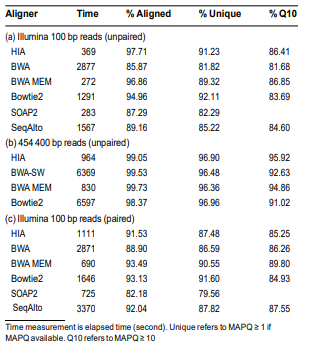 Aligner Time % Aligned % Unique % Q10
(a) Illumina 100 bp reads (unpaired)
HIA 369 97.71 91.23 86.41
BWA 2877 85.87 81.82 81.68
BWA MEM 272 96.86 89.32 86.85
Bowtie2 1291 94.96 92.11 83.69
SOAP2 283 87.29 82.29
SeqAlto 1567 89.16 85.22 84.60
(b) 454 400 bp reads (unpaired)
HIA 964 99.05 96.90 95.92
BWA-SW 6369 99.53 96.48 92.63
BWA MEM 830 99.73 96.36 94.86
Bowtie2 6597 98.37 96.96 91.02
(c) Illumina 100 bp reads (paired)
HIA 1111 91.53 87.48 85.25
BWA 2871 88.90 86.59 86.26
BWA MEM 690 93.49 90.55 89.80
Bowtie2 1646 93.13 91.60 84.93
SOAP2 725 82.18 79.56
SeqAlto 3370 92.04 87.82 87.55
Time measurement is elapsed time (second). Unique refers to MAPQ ≥ 1 if
MAPQ available. Q10 refers to MAPQ ≥ 10